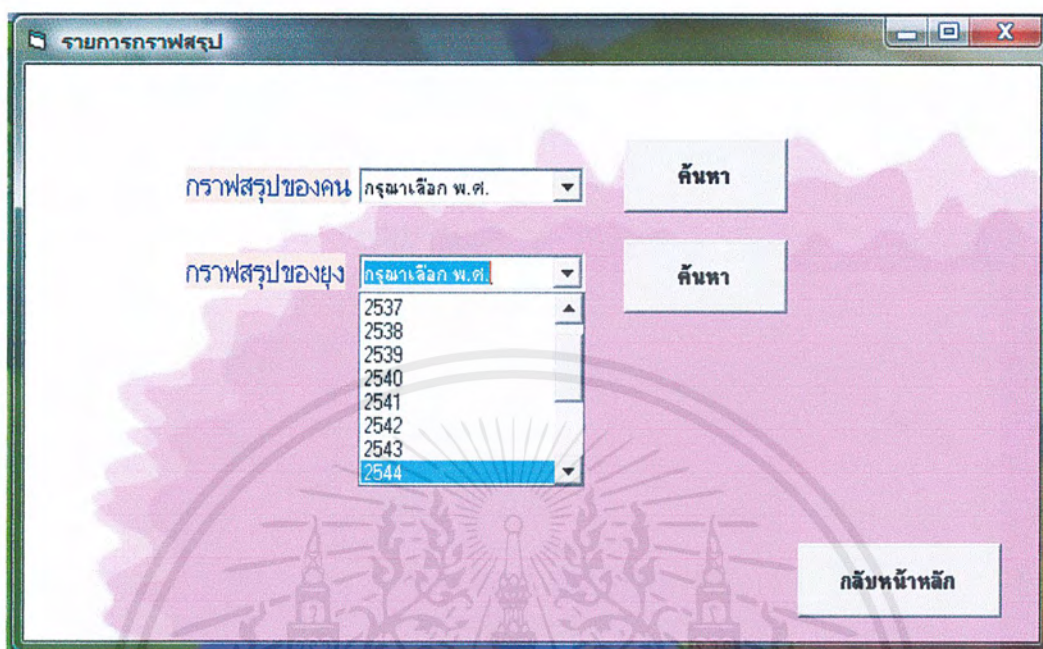 รายการกราฟสรุป
กราฟสรุปของคน กรุณาเลือก พ.ศ. ค้นหา
กราฟสรุปของยุง กรุณาเลือก พ.ศ. ค้นหา
2537
2538
2539
2540
2541
2542
2543
2544
กลับหน้าหลัก